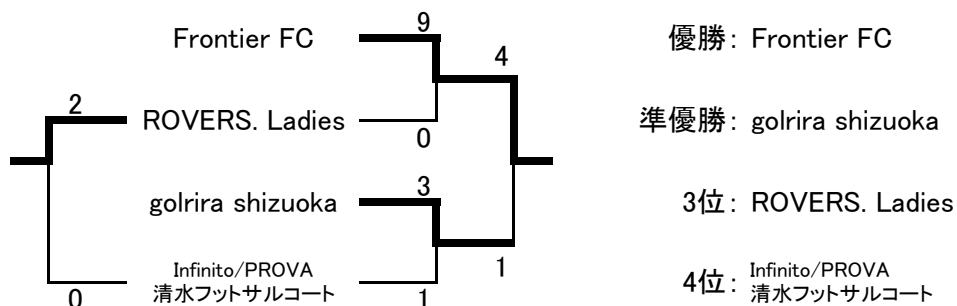 9
Frontier FC
4
優勝: Frontier FC
2
ROVERS. Ladies
0
準優勝: golrira shizuoka
3
golrira shizuoka
3位: ROVERS. Ladies
1
Infinito/PROVA
清水フットサルコート
0
1
4位: Infinito/PROVA
清水フットサルコート